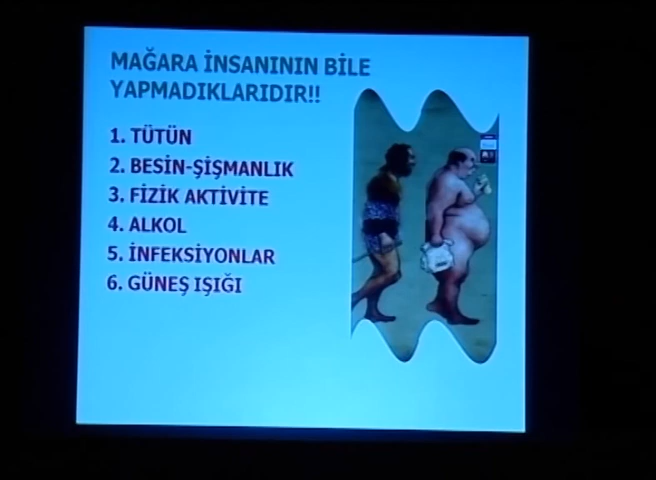 MAĞARA İNSANININ BİLE
YAPMADIKLARIDIR!!
1. TÜTÜN
2. BESİN-ŞİŞMANLIK
3. FİZİK AKTİVİTE
4. ALKOL
5. İNFEKSİYONLAR
6. GÜNEŞ IŞIĞI